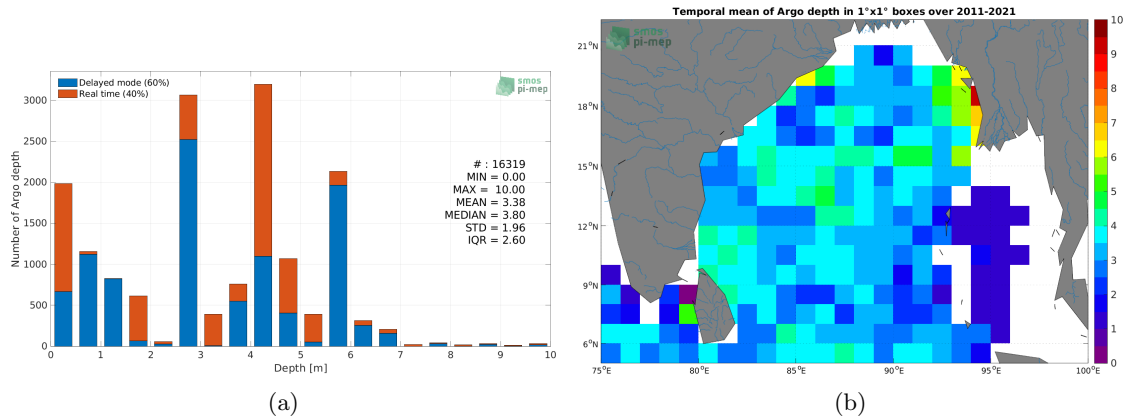 smos
pi-mep
Delayed mode (60%)
Real time (40%)
# : 16319
MIN = 0.00
MAX = 10.00
MEAN = 3.38
MEDIAN = 3.80
STD = 1.96
IQR = 2.60
Number of Argo depth
3000
2500
2000
1500
1000
500
0
0 1 2 3 4 5 6 7 8 9 10
Depth [m]
(a)
Temporal mean of Argo depth in 1°x1° boxes over 2011-2021
smos
pi-mep
21°N
18°N
15°N
12°N
9°N
6°N
75°E 80°E 85°E 90°E 95°E 100°E
10
9
8
7
6
5
4
3
2
1
0
(b)